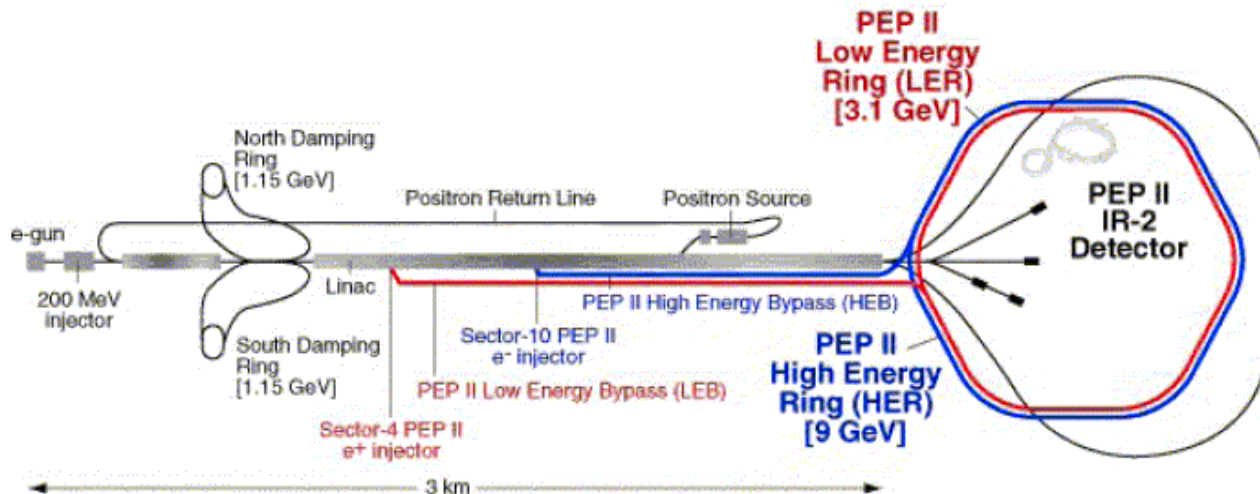 PEP II
Low Energy
Ring (LER)
[3.1 GeV]
North Damping
Ring
[1.15 GeV]
Positron Return Line
Positron Source
e-gun
PEP II
IR-2
Detector
200 MeV
injector
Linac
PEP II High Energy Bypass (HEB)
Sector-10 PEP II
e- injector
South Damping
Ring
[1.15 GeV]
PEP II Low Energy Bypass (LEB)
PEP II
High Energy
Ring (HER)
[9 GeV]
Sector-4 PEP II
e+ injector
3 km